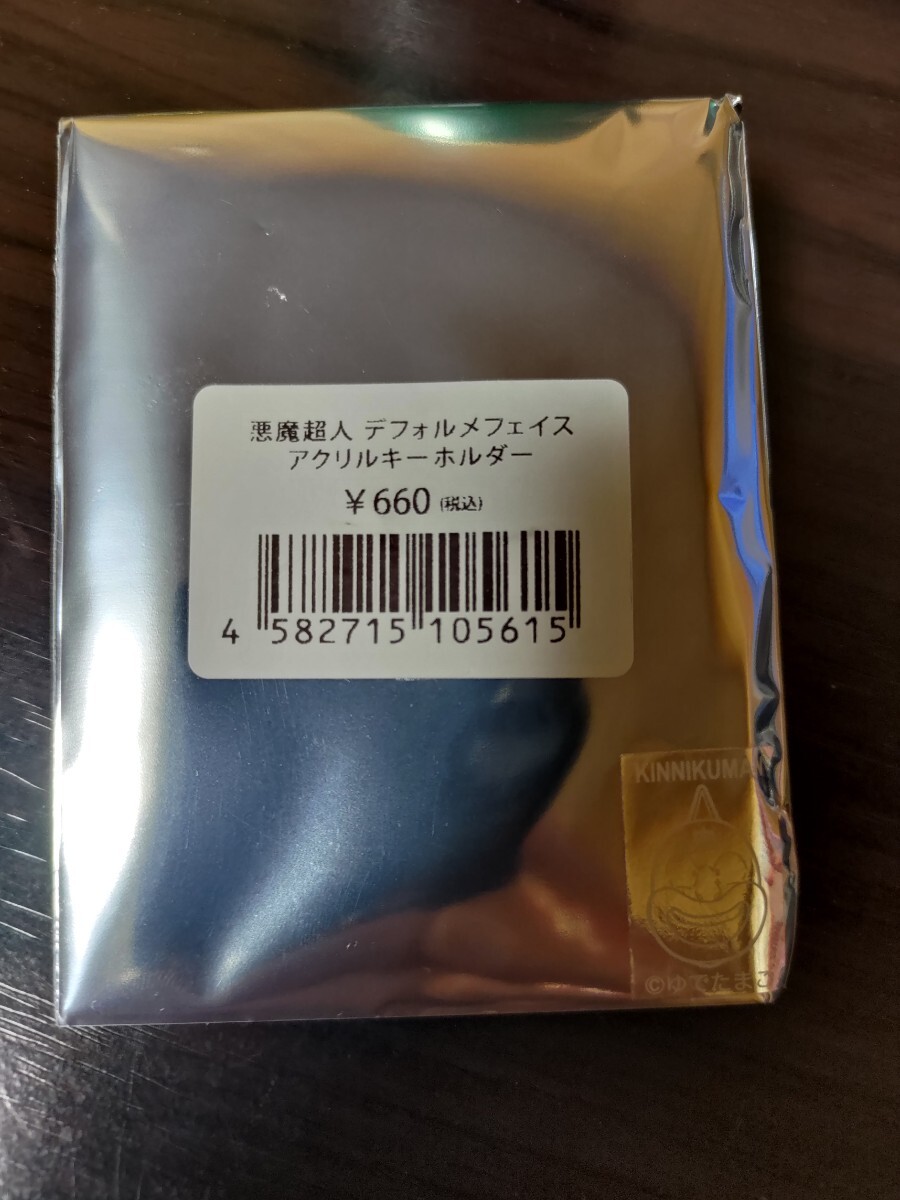 悪魔超人 デフォルメフェイス
アクリルキーホルダー
¥660 (税込)
4 582715 105615
KINNIKUMA
©ゆでたまご